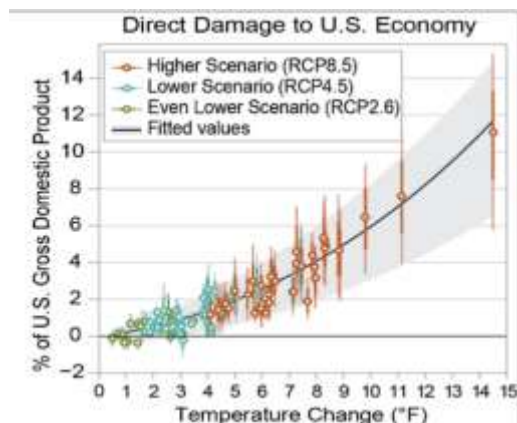 Direct Damage to U.S. Economy
Higher Scenario (RCP8.5)
Lower Scenario (RCP4.5)
Even Lower Scenario (RCP2.6)
Fitted values
% of U.S. Gross Domestic Product
14
12
10
8
6
4
2
0
−2
0 1 2 3 4 5 6 7 8 9 10 11 12 13 14 15
Temperature Change (°F)